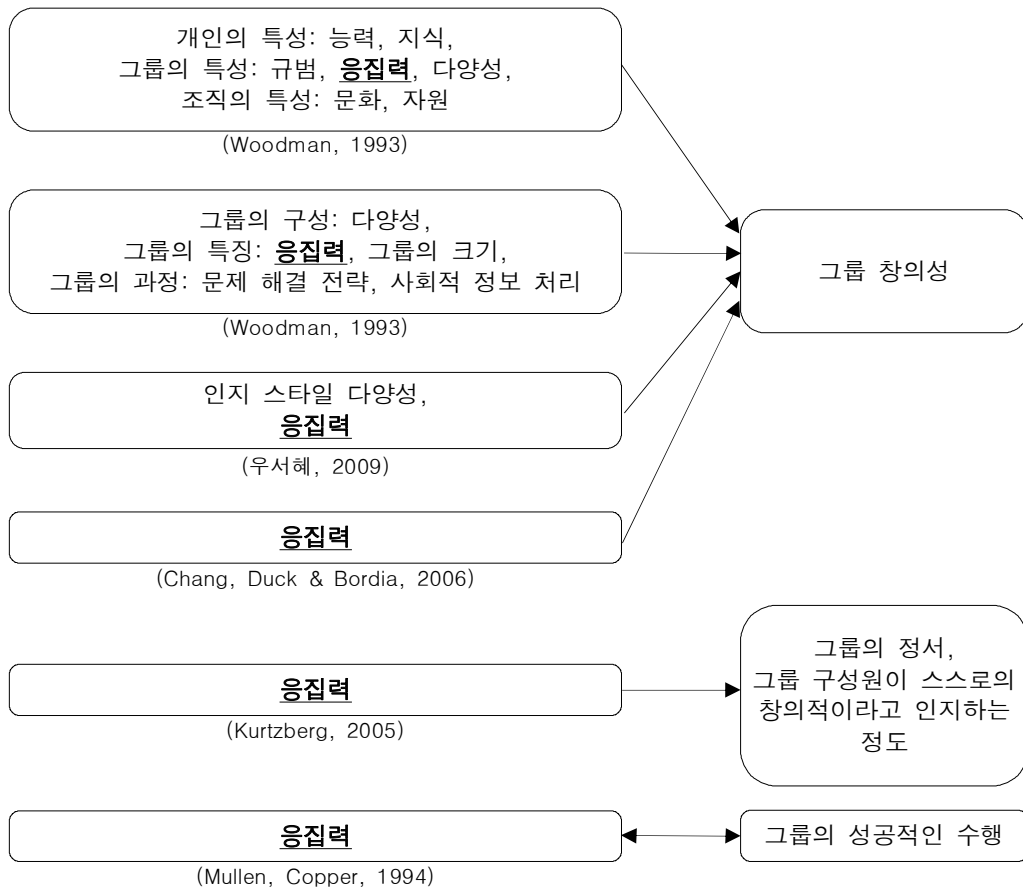 개인의 특성: 능력, 지식,
그룹의 특성: 규범, 응집력, 다양성,
조직의 특성: 문화, 자원
(Woodman, 1993)
그룹의 구성: 다양성,
그룹의 특징: 응집력, 그룹의 크기,
그룹의 과정: 문제 해결 전략, 사회적 정보 처리
(Woodman, 1993)
그룹 창의성
인지 스타일 다양성,
응집력
(우서혜, 2009)
응집력
(Chang, Duck & Bordia, 2006)
응집력
(Kurtzberg, 2005)
그룹의 정서,
그룹 구성원이 스스로의
창의적이라고 인지하는
정도
응집력
(Mullen, Copper, 1994)
그룹의 성공적인 수행